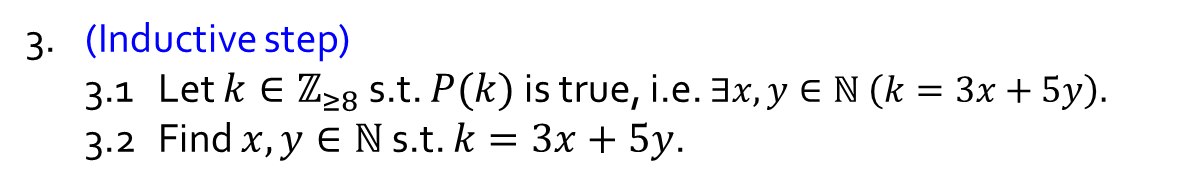 3. (Inductive step)
3.1 Let k ∈ ℤ≥8 s.t. P(k) is true, i.e. ∃x, y ∈ ℕ (k = 3x + 5y).
3.2 Find x, y ∈ ℕ s.t. k = 3x + 5y.